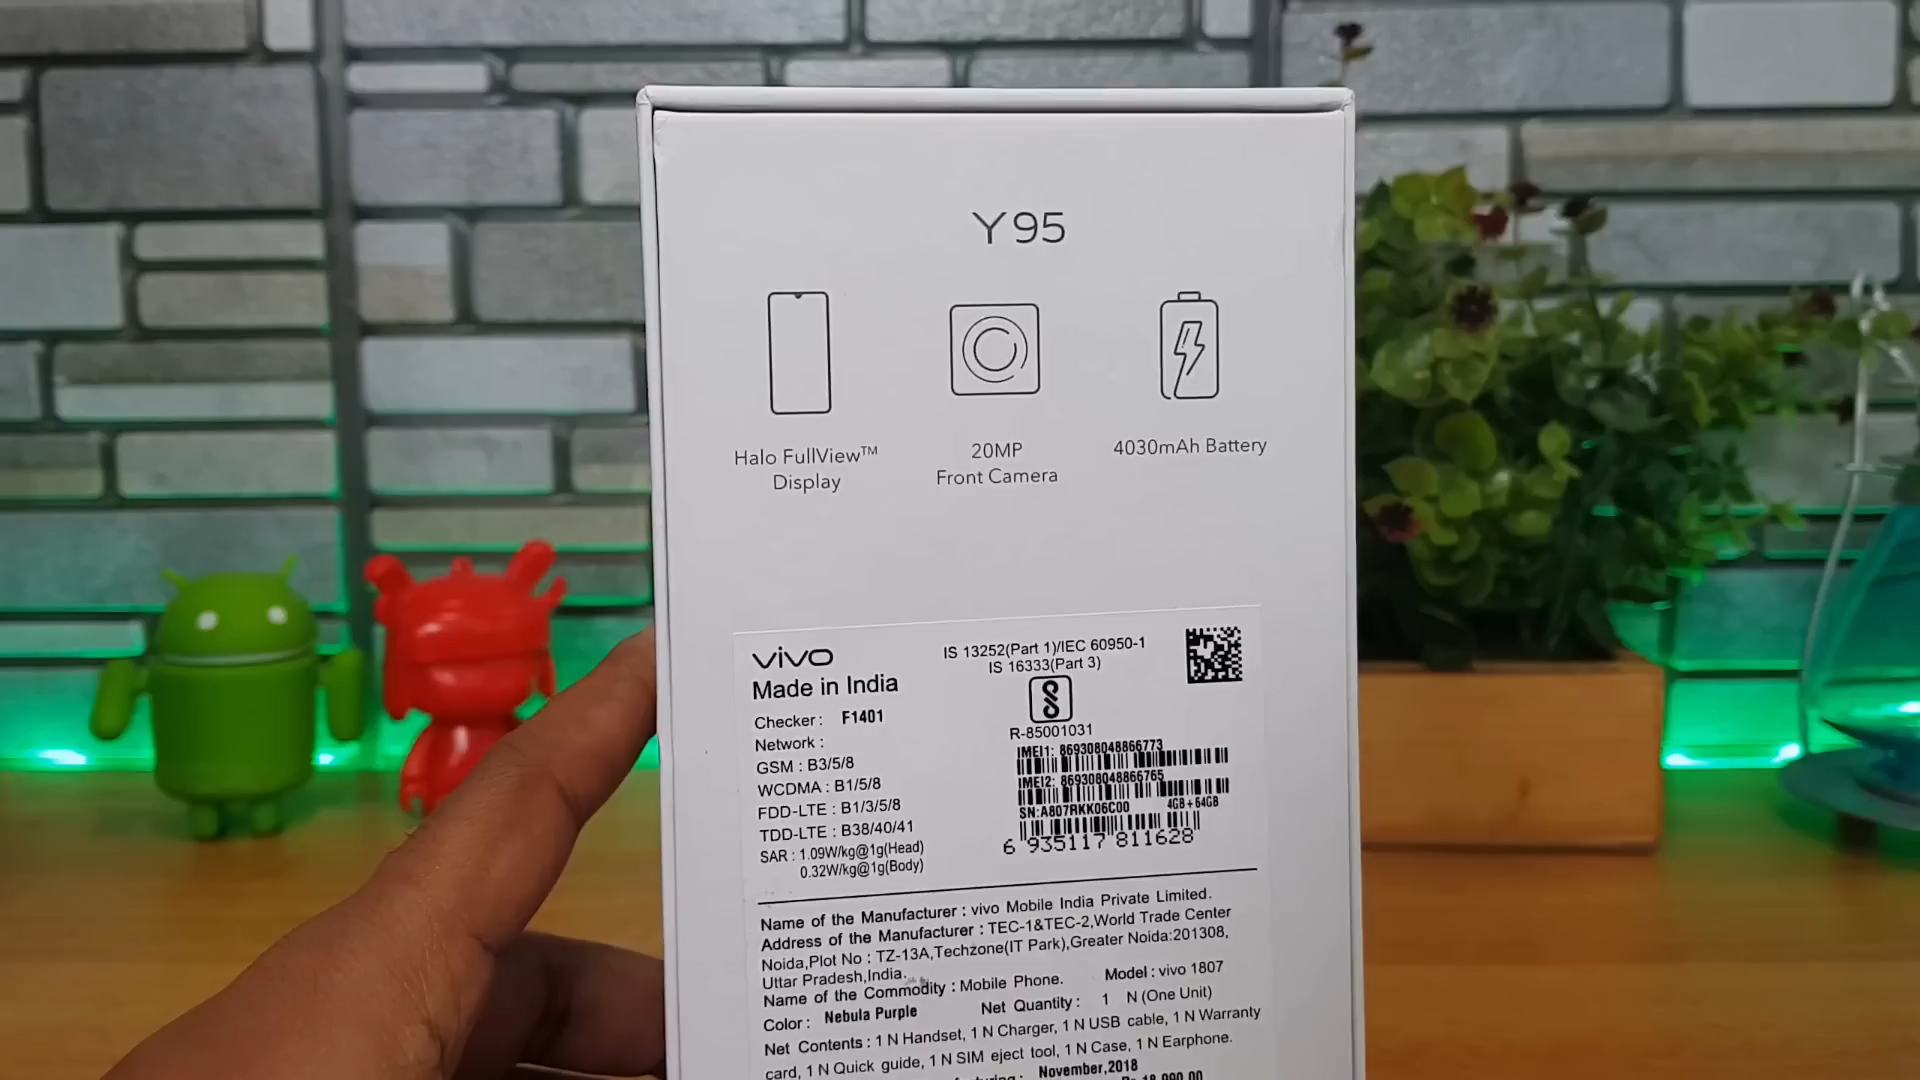 Y95
Halo FullView™
Display
20MP
Front Camera
4030mAh Battery
vivo
Made in India
Checker: F1401
Network :
GSM : B3/5/8
WCDMA : B1/5/8
FDD-LTE : B1/3/5/8
TDD-LTE : B38/40/41
SAR : 1.09W/kg@1g(Head)
0.32W/kg@1g(Body)
IS 13252(Part 1)/IEC 60950-1
IS 16333(Part 3)
R-85001031
IMEI1: 869308048866773
IMEI2: 869308048866765
SN:A807RKK06C00 4GB+64GB
6 935117 811628
Name of the Manufacturer : vivo Mobile India Private Limited.
Address of the Manufacturer : TEC-1&TEC-2,World Trade Center
Noida,Plot No : TZ-13A,Techzone(IT Park),Greater Noida:201308,
Uttar Pradesh,India.
Name of the Commodity : Mobile Phone. Model : vivo 1807
Color : Nebula Purple Net Quantity : 1 N (One Unit)
Net Contents : 1 N Handset, 1 N Charger, 1 N USB cable, 1 N Warranty
card, 1 N Quick guide, 1 N SIM eject tool, 1 N Case, 1 N Earphone.
November,2018